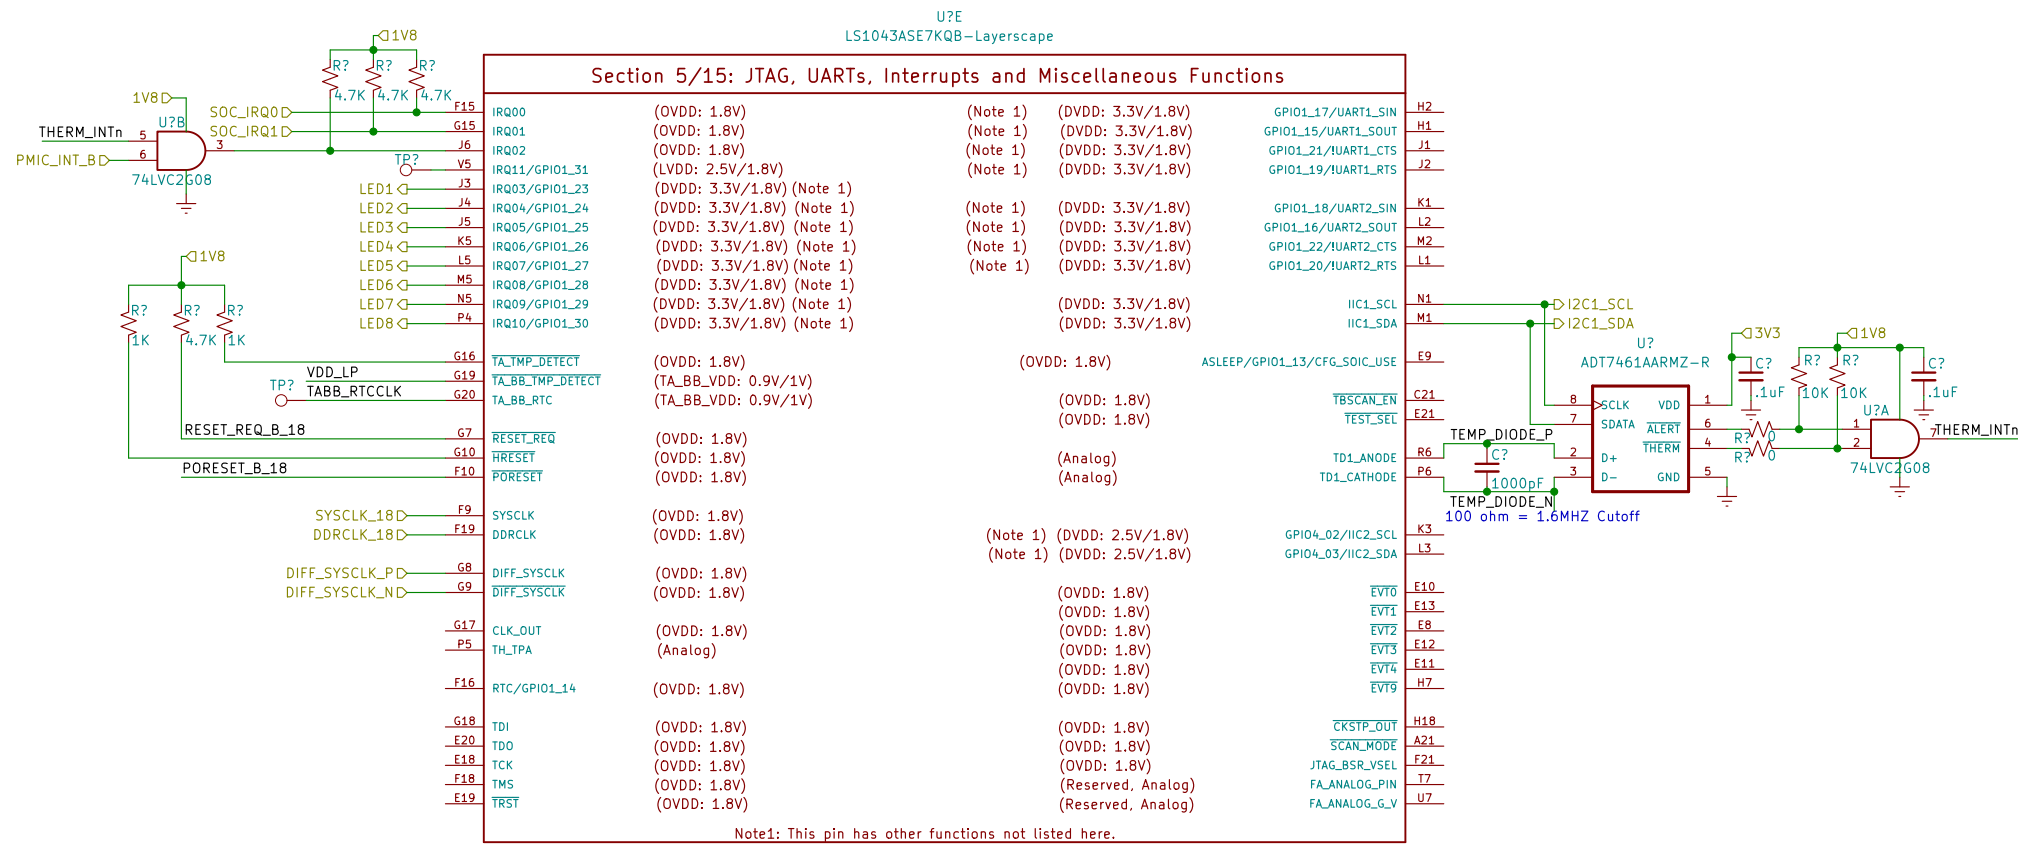 U?E
LS1043ASE7KQB-Layerscape
Section 5/15: JTAG, UARTs, Interrupts and Miscellaneous Functions
1V8
R? R? R?
4.7K 4.7K 4.7K
1V8
SOC_IRQ0
SOC_IRQ1
U?B
THERM_INTn
PMIC_INT_B
5
6
3
74LVC2G08
TP?
LED1
LED2
LED3
LED4
LED5
LED6
LED7
LED8
1V8
R? R? R?
1K 4.7K 1K
VDD_LP
TP?
TABB_RTCCLK
RESET_REQ_B_18
PORESET_B_18
SYSCLK_18
DDRCLK_18
DIFF_SYSCLK_P
DIFF_SYSCLK_N
F15 IRQ00 (OVDD: 1.8V)
G15 IRQ01 (OVDD: 1.8V)
J6 IRQ02 (OVDD: 1.8V)
V5 IRQ11/GPIO1_31 (LVDD: 2.5V/1.8V)
J3 IRQ03/GPIO1_23 (DVDD: 3.3V/1.8V) (Note 1)
J4 IRQ04/GPIO1_24 (DVDD: 3.3V/1.8V) (Note 1)
J5 IRQ05/GPIO1_25 (DVDD: 3.3V/1.8V) (Note 1)
K5 IRQ06/GPIO1_26 (DVDD: 3.3V/1.8V) (Note 1)
L5 IRQ07/GPIO1_27 (DVDD: 3.3V/1.8V) (Note 1)
M5 IRQ08/GPIO1_28 (DVDD: 3.3V/1.8V) (Note 1)
N5 IRQ09/GPIO1_29 (DVDD: 3.3V/1.8V) (Note 1)
P4 IRQ10/GPIO1_30 (DVDD: 3.3V/1.8V) (Note 1)
G16 TA_TMP_DETECT (OVDD: 1.8V)
G19 TA_BB_TMP_DETECT (TA_BB_VDD: 0.9V/1V)
G20 TA_BB_RTC (TA_BB_VDD: 0.9V/1V)
G7 RESET_REQ (OVDD: 1.8V)
G10 HRESET (OVDD: 1.8V)
F10 PORESET (OVDD: 1.8V)
F9 SYSCLK (OVDD: 1.8V)
F19 DDRCLK (OVDD: 1.8V)
G8 DIFF_SYSCLK (OVDD: 1.8V)
G9 DIFF_SYSCLK (OVDD: 1.8V)
G17 CLK_OUT (OVDD: 1.8V)
P5 TH_TPA (Analog)
F16 RTC/GPIO1_14 (OVDD: 1.8V)
G18 TDI (OVDD: 1.8V)
E20 TDO (OVDD: 1.8V)
E18 TCK (OVDD: 1.8V)
F18 TMS (OVDD: 1.8V)
E19 TRST (OVDD: 1.8V)
(Note 1) (DVDD: 3.3V/1.8V) GPIO1_17/UART1_SIN H2
(Note 1) (DVDD: 3.3V/1.8V) GPIO1_15/UART1_SOUT H1
(Note 1) (DVDD: 3.3V/1.8V) GPIO1_21/!UART1_CTS J1
(Note 1) (DVDD: 3.3V/1.8V) GPIO1_19/!UART1_RTS J2
(Note 1) (DVDD: 3.3V/1.8V) GPIO1_18/UART2_SIN K1
(Note 1) (DVDD: 3.3V/1.8V) GPIO1_16/UART2_SOUT L2
(Note 1) (DVDD: 3.3V/1.8V) GPIO1_22/!UART2_CTS M2
(Note 1) (DVDD: 3.3V/1.8V) GPIO1_20/!UART2_RTS L1
(DVDD: 3.3V/1.8V) IIC1_SCL N1
(DVDD: 3.3V/1.8V) IIC1_SDA M1
(OVDD: 1.8V) ASLEEP/GPIO1_13/CFG_SOIC_USE E9
(OVDD: 1.8V) TBSCAN_EN C21
(OVDD: 1.8V) TEST_SEL E21
(Analog) TD1_ANODE R6
(Analog) TD1_CATHODE P6
(Note 1) (DVDD: 2.5V/1.8V) GPIO4_02/IIC2_SCL K3
(Note 1) (DVDD: 2.5V/1.8V) GPIO4_03/IIC2_SDA L3
(OVDD: 1.8V) EVT0 E10
(OVDD: 1.8V) EVT1 E13
(OVDD: 1.8V) EVT2 E8
(OVDD: 1.8V) EVT3 E12
(OVDD: 1.8V) EVT4 E11
(OVDD: 1.8V) EVT9 H7
(OVDD: 1.8V) CKSTP_OUT H18
(OVDD: 1.8V) SCAN_MODE A21
(OVDD: 1.8V) JTAG_BSR_VSEL F21
(Reserved, Analog) FA_ANALOG_PIN T7
(Reserved, Analog) FA_ANALOG_G_V U7
Note1: This pin has other functions not listed here.
I2C1_SCL
I2C1_SDA
TEMP_DIODE_P
C?
1000pF
TEMP_DIODE_N
100 ohm = 1.6MHZ Cutoff
U?
ADT7461AARMZ-R
8 SCLK VDD 1
7 SDATA ALERT 6
2 D+ THERM 4
3 D- GND 5
3V3
C?
.1uF
R? 0
R? 0
1V8
R? R?
10K 10K
C?
.1uF
U?A
1
2
7
THERM_INTn
74LVC2G08